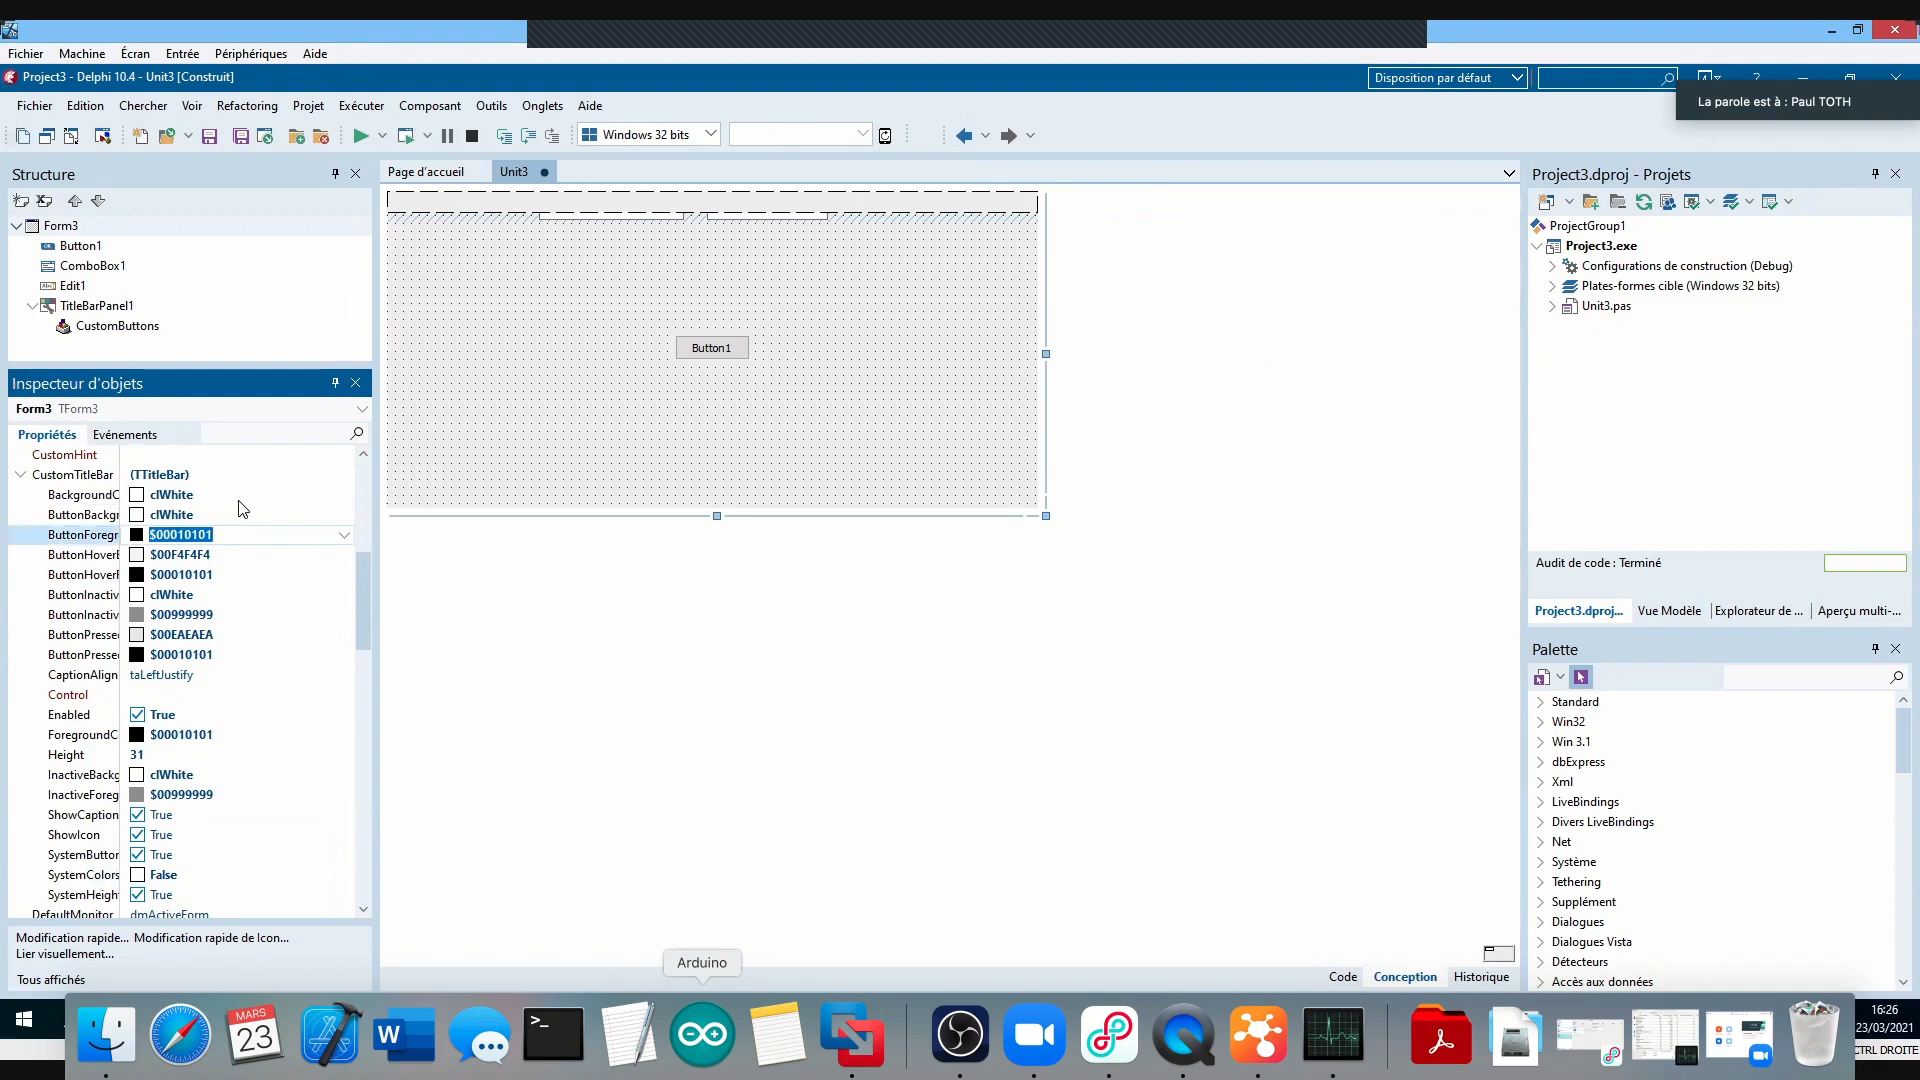 Fichier Machine Écran Entrée Périphériques Aide
Project3 - Delphi 10.4 - Unit3 [Construit]
Disposition par défaut
?
La parole est à : Paul TOTH
Fichier Edition Chercher Voir Refactoring Projet Exécuter Composant Outils Onglets Aide
Windows 32 bits
Structure
Form3
Button1
ComboBox1
Edit1
TitleBarPanel1
CustomButtons
Inspecteur d'objets
Form3 TForm3
Propriétés Evénements
CustomHint
CustomTitleBar (TTitleBar)
BackgroundC clWhite
ButtonBackgr clWhite
ButtonForegr $00010101
ButtonHoverB $00F4F4F4
ButtonHoverF $00010101
ButtonInactiv clWhite
ButtonInactiv $00999999
ButtonPresse $00EAEAEA
ButtonPresse $00010101
CaptionAlign taLeftJustify
Control
Enabled True
ForegroundC $00010101
Height 31
InactiveBackg clWhite
InactiveForeg $00999999
ShowCaption True
ShowIcon True
SystemButton True
SystemColors False
SystemHeight True
DefaultMonitor dmActiveForm
Modification rapide... Modification rapide de Icon...
Lier visuellement...
Tous affichés
Page d'accueil Unit3
Button1
Code Conception Historique
Project3.dproj - Projets
ProjectGroup1
Project3.exe
Configurations de construction (Debug)
Plates-formes cible (Windows 32 bits)
Unit3.pas
Audit de code : Terminé
Project3.dproj... Vue Modèle Explorateur de ... Aperçu multi-...
Palette
Standard
Win32
Win 3.1
dbExpress
Xml
LiveBindings
Divers LiveBindings
Net
Système
Tethering
Supplément
Dialogues
Dialogues Vista
Détecteurs
Accès aux données
Arduino
MARS
23
W
>_
16:26
23/03/2021
CTRL DROITE